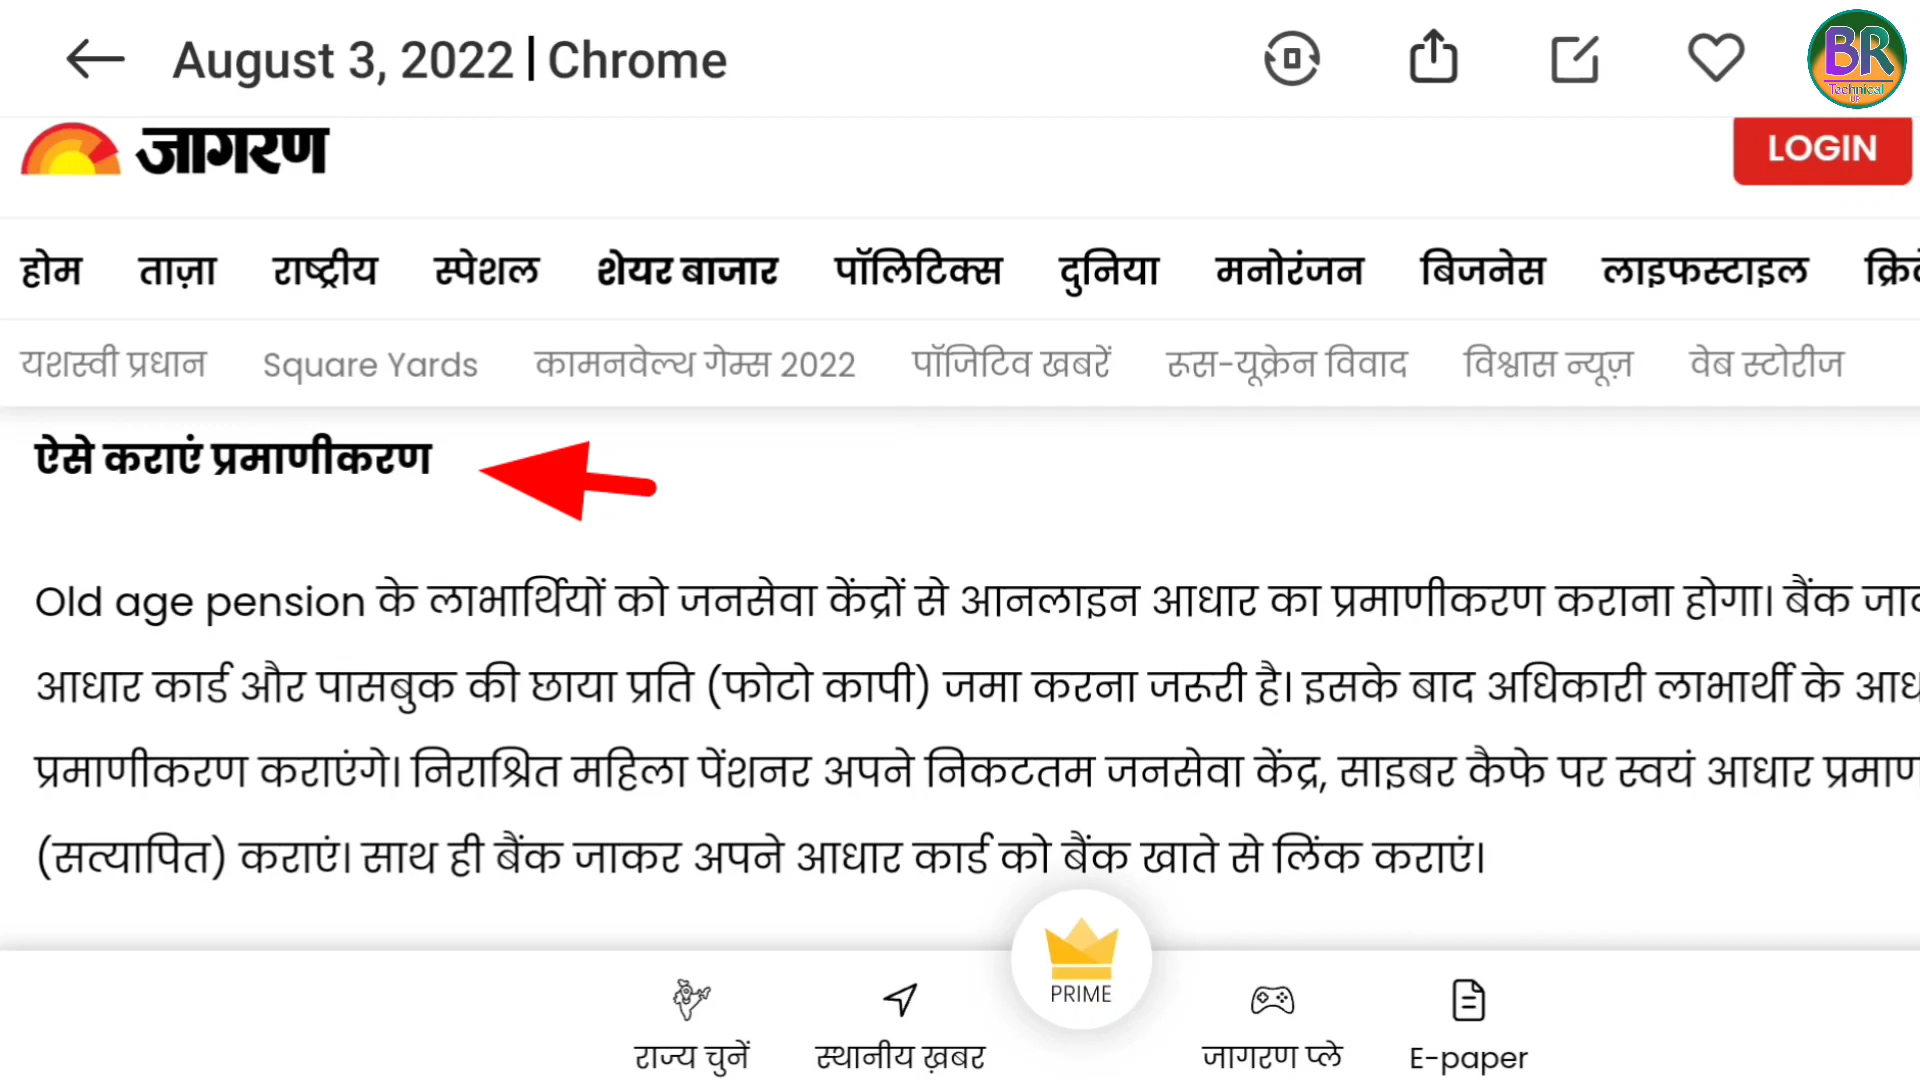 August 3, 2022 | Chrome
BR
Technical
UP
जागरण
LOGIN
होम ताज़ा राष्ट्रीय स्पेशल शेयर बाजार पॉलिटिक्स दुनिया मनोरंजन बिजनेस लाइफस्टाइल
यशस्वी प्रधान Square Yards कामनवेल्थ गेम्स 2022 पॉजिटिव खबरें रूस-यूक्रेन विवाद विश्वास न्यूज़ वेब स्टोरीज
ऐसे कराएं प्रमाणीकरण
Old age pension के लाभार्थियों को जनसेवा केंद्रों से आनलाइन आधार का प्रमाणीकरण कराना होगा। बैंक
आधार कार्ड और पासबुक की छाया प्रति (फोटो कापी) जमा करना जरूरी है। इसके बाद अधिकारी लाभार्थी के
प्रमाणीकरण कराएंगे। निराश्रित महिला पेंशनर अपने निकटतम जनसेवा केंद्र, साइबर कैफे पर स्वयं आधार
(सत्यापित) कराएं। साथ ही बैंक जाकर अपने आधार कार्ड को बैंक खाते से लिंक कराएं।
PRIME
राज्य चुनें स्थानीय ख़बर जागरण प्ले E-paper